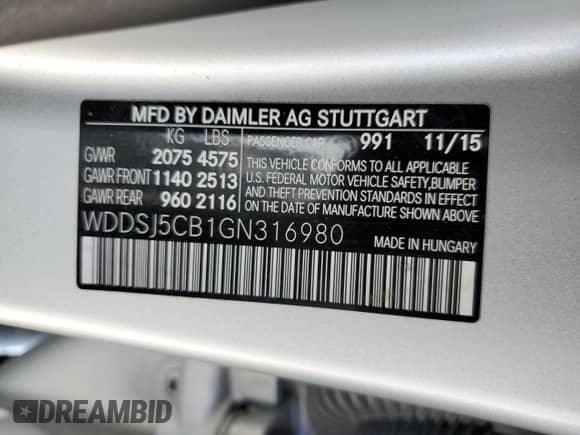 MFD BY DAIMLER AG STUTTGART
KG LBS PASSENGER CAR 991 11/15
GVWR 2075 4575 THIS VEHICLE CONFORMS TO ALL APPLICABLE
GAWR FRONT 1140 2513 U.S. FEDERAL MOTOR VEHICLE SAFETY,BUMPER
GAWR REAR 960 2116 AND THEFT PREVENTION STANDARDS IN EFFECT
ON THE DATE OF MANUFACTURE SHOWN ABOVE
WDDSJ5CB1GN316980 MADE IN HUNGARY
DREAMBID